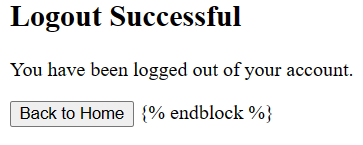 Logout Successful
You have been logged out of your account.
Back to Home {% endblock %}